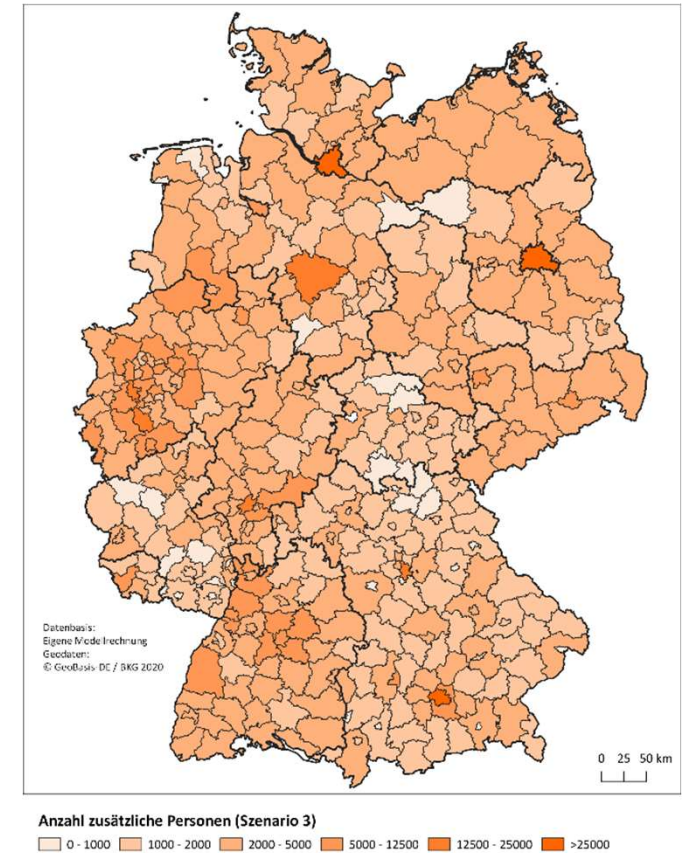 Datenbasis:
Eigene Modellrechnung
Geodaten:
© GeoBasis-DE / BKG 2020
0 25 50 km
Anzahl zusätzliche Personen (Szenario 3)
0 - 1000 1000 - 2000 2000 - 5000 5000 - 12500 12500 - 25000 >25000